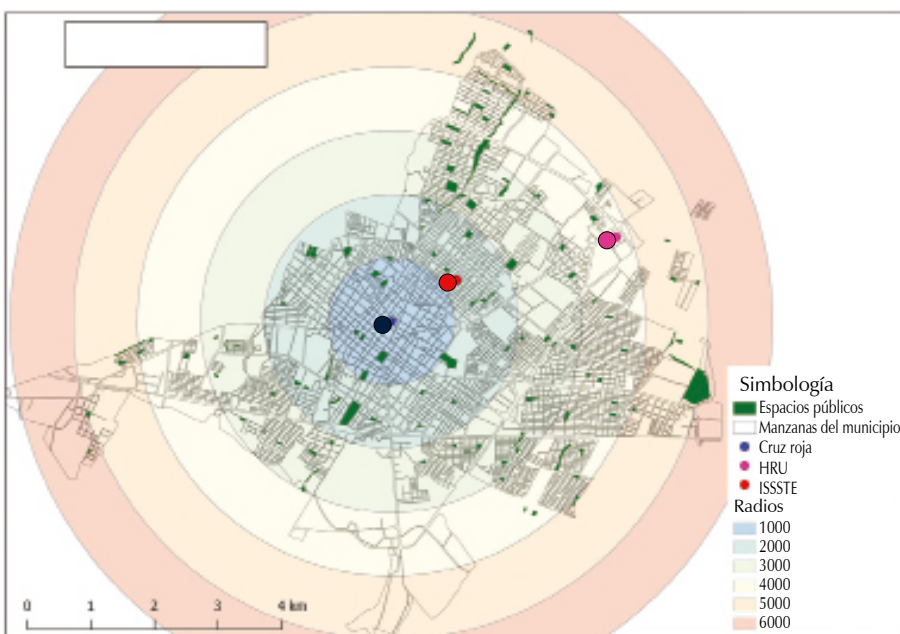 Simbología
Espacios públicos
Manzanas del municipio
Cruz roja
HRU
ISSSTE
Radios
1000
2000
3000
4000
5000
6000
0 1 2 3 4 km